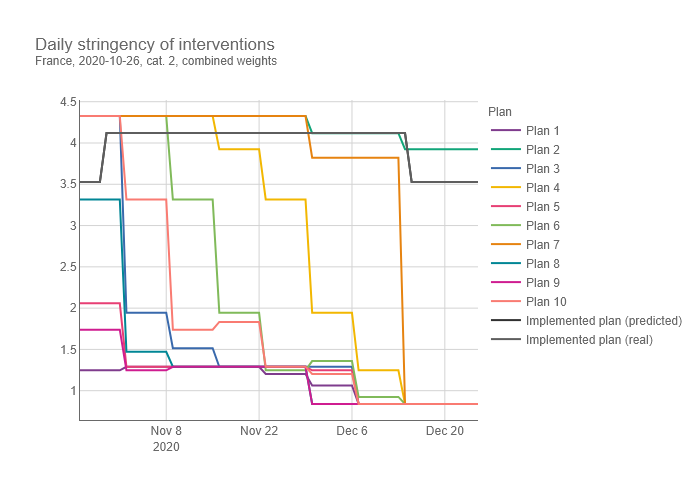 Daily stringency of interventions
France, 2020-10-26, cat. 2, combined weights
4.5
4
3.5
3
2.5
2
1.5
1
Nov 8
2020
Nov 22
Dec 6
Dec 20
Plan
Plan 1
Plan 2
Plan 3
Plan 4
Plan 5
Plan 6
Plan 7
Plan 8
Plan 9
Plan 10
Implemented plan (predicted)
Implemented plan (real)